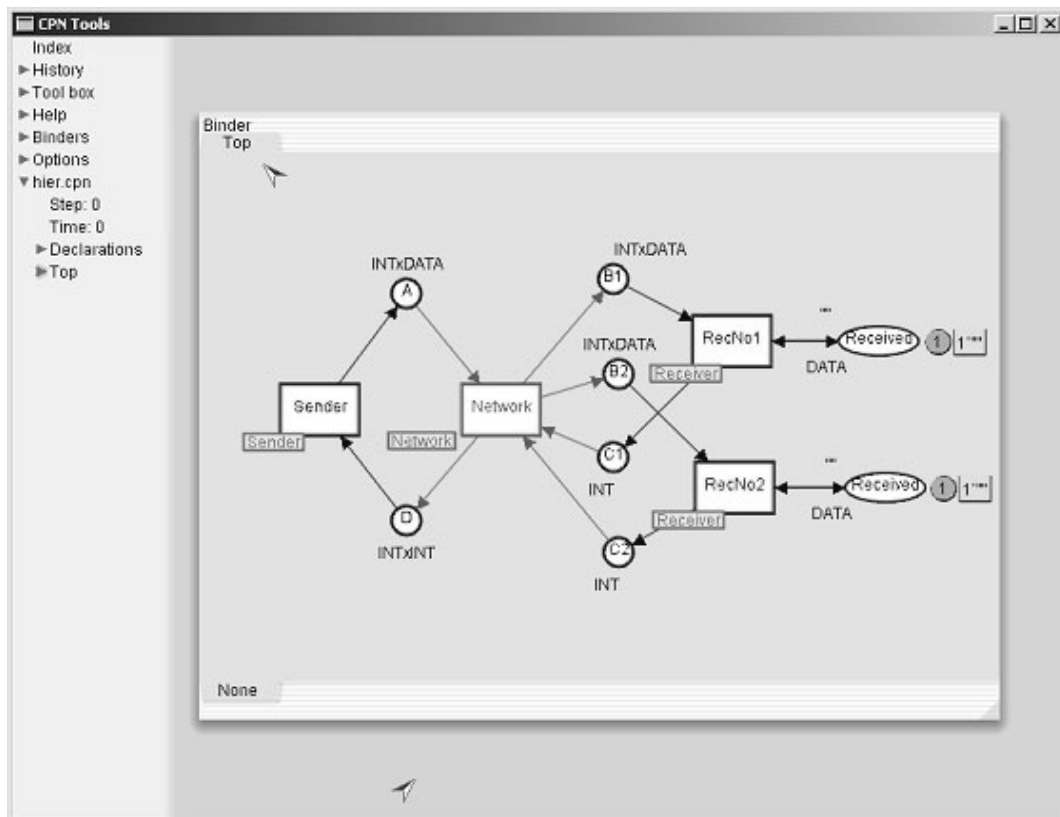 CPN Tools
Index
History
Tool box
Help
Binders
Options
hier.cpn
Step: 0
Time: 0
Declarations
Top
Binder
Top
INTxDATA
A
INTxDATA
B1
RecNo1
Receiver
""
Received
1
1`""
DATA
INTxDATA
B2
Sender
Sender
Network
Network
C1
INT
RecNo2
Receiver
""
Received
1
1`""
DATA
D
INTxINT
C2
INT
None